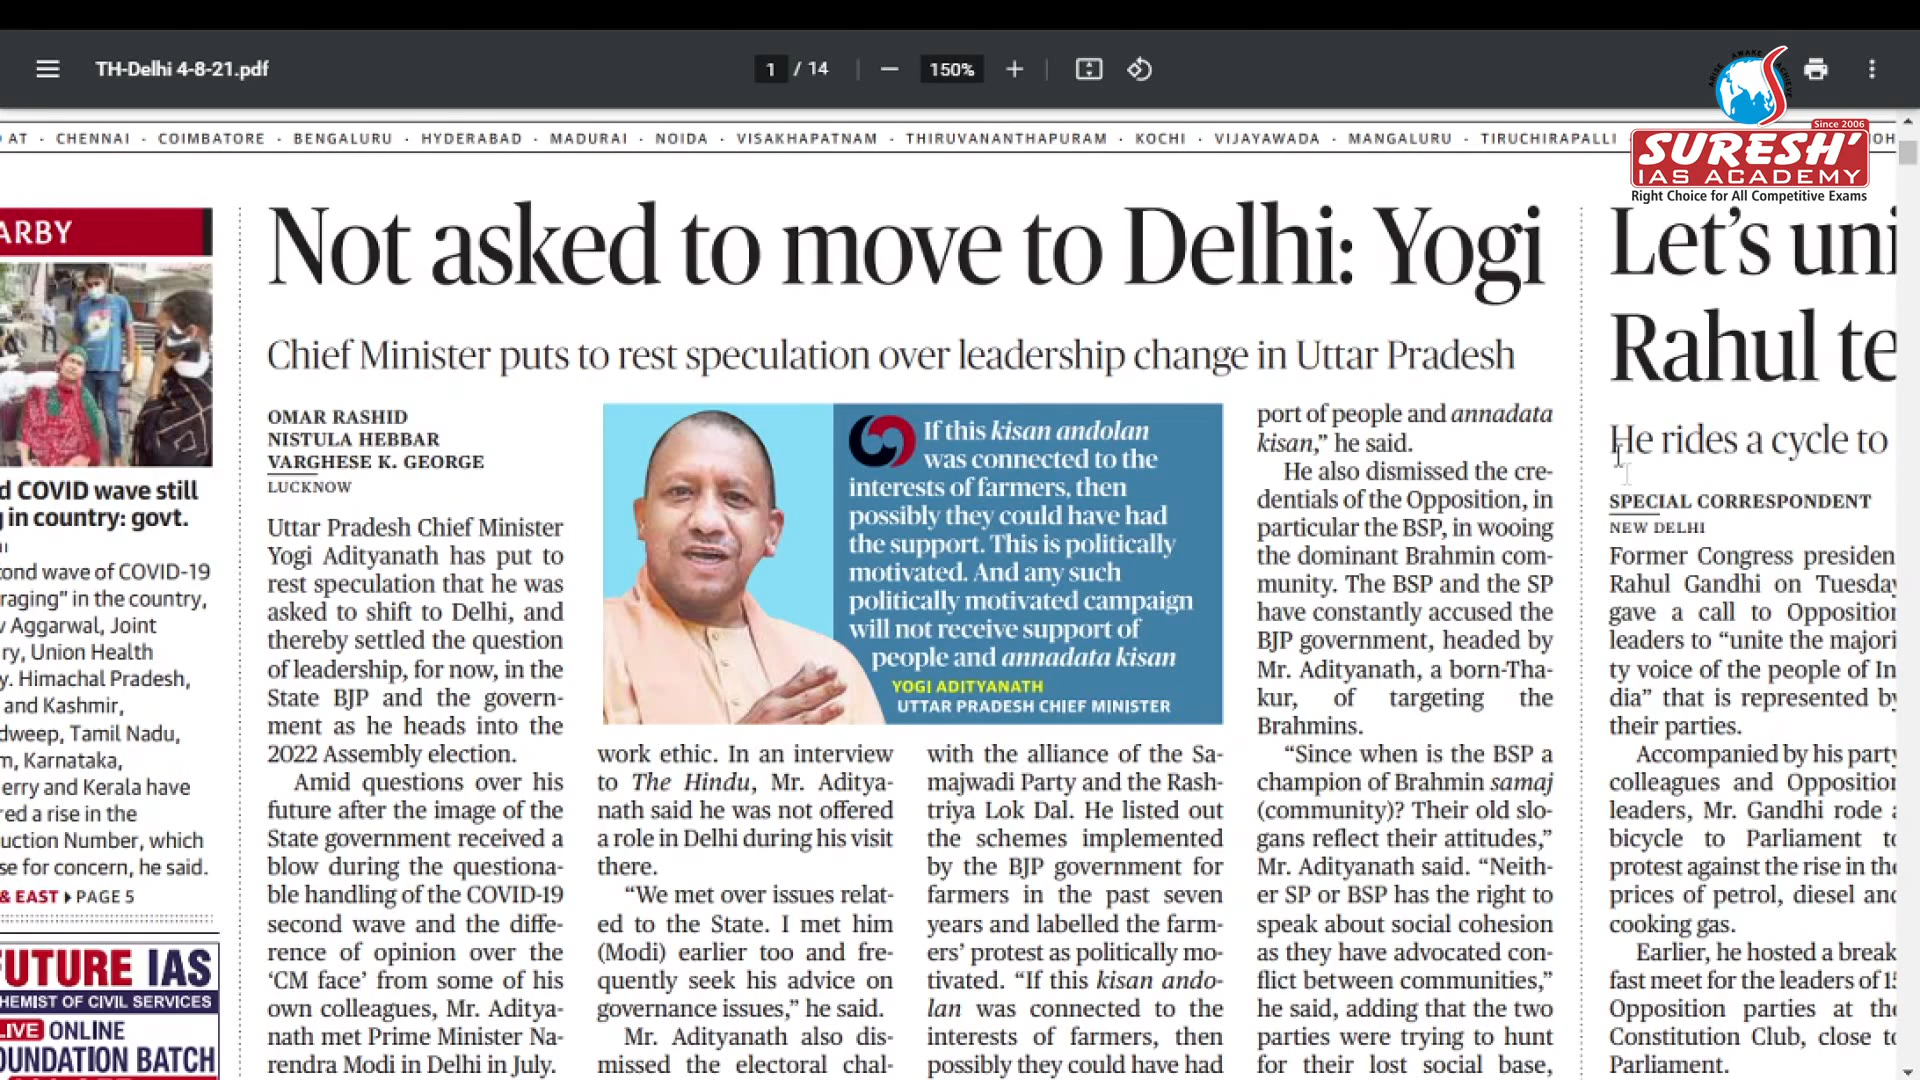 TH-Delhi 4-8-21.pdf
1 / 14
150%
ARISE AWAKE ACHIEVE
Since 2006
SURESH'
IAS ACADEMY
Right Choice for All Competitive Exams
AT · CHENNAI · COIMBATORE · BENGALURU · HYDERABAD · MADURAI · NOIDA · VISAKHAPATNAM · THIRUVANANTHAPURAM · KOCHI · VIJAYAWADA · MANGALURU · TIRUCHIRAPALLI
ARBY
d COVID wave still
g in country: govt.
ond wave of COVID-19
raging” in the country,
v Aggarwal, Joint
ry, Union Health
y. Himachal Pradesh,
and Kashmir,
dweep, Tamil Nadu,
m, Karnataka,
erry and Kerala have
red a rise in the
uction Number, which
se for concern, he said.
& EAST PAGE 5
FUTURE IAS
HEMIST OF CIVIL SERVICES
LIVE ONLINE
OUNDATION BATCH
Not asked to move to Delhi: Yogi
Chief Minister puts to rest speculation over leadership change in Uttar Pradesh
OMAR RASHID
NISTULA HEBBAR
VARGHESE K. GEORGE
LUCKNOW
Uttar Pradesh Chief Minister
Yogi Adityanath has put to
rest speculation that he was
asked to shift to Delhi, and
thereby settled the question
of leadership, for now, in the
State BJP and the govern-
ment as he heads into the
2022 Assembly election.
Amid questions over his
future after the image of the
State government received a
blow during the questiona-
ble handling of the COVID-19
second wave and the diffe-
rence of opinion over the
‘CM face’ from some of his
own colleagues, Mr. Aditya-
nath met Prime Minister Na-
rendra Modi in Delhi in July.
If this kisan andolan
was connected to the
interests of farmers, then
possibly they could have had
the support. This is politically
motivated. And any such
politically motivated campaign
will not receive support of
people and annadata kisan
YOGI ADITYANATH
UTTAR PRADESH CHIEF MINISTER
work ethic. In an interview
to The Hindu, Mr. Aditya-
nath said he was not offered
a role in Delhi during his visit
there.
“We met over issues relat-
ed to the State. I met him
(Modi) earlier too and fre-
quently seek his advice on
governance issues,” he said.
Mr. Adityanath also dis-
missed the electoral chal-
with the alliance of the Sa-
majwadi Party and the Rash-
triya Lok Dal. He listed out
the schemes implemented
by the BJP government for
farmers in the past seven
years and labelled the farm-
ers’ protest as politically mo-
tivated. “If this kisan ando-
lan was connected to the
interests of farmers, then
possibly they could have had
port of people and annadata
kisan,” he said.
He also dismissed the cre-
dentials of the Opposition, in
particular the BSP, in wooing
the dominant Brahmin com-
munity. The BSP and the SP
have constantly accused the
BJP government, headed by
Mr. Adityanath, a born-Tha-
kur, of targeting the
Brahmins.
“Since when is the BSP a
champion of Brahmin samaj
(community)? Their old slo-
gans reflect their attitudes,”
Mr. Adityanath said. “Neith-
er SP or BSP has the right to
speak about social cohesion
as they have advocated con-
flict between communities,”
he said, adding that the two
parties were trying to hunt
for their lost social base,
Let’s uni
Rahul te
He rides a cycle to
SPECIAL CORRESPONDENT
NEW DELHI
Former Congress presiden
Rahul Gandhi on Tuesday
gave a call to Opposition
leaders to “unite the majori
ty voice of the people of In
dia” that is represented by
their parties.
Accompanied by his party
colleagues and Opposition
leaders, Mr. Gandhi rode a
bicycle to Parliament to
protest against the rise in the
prices of petrol, diesel and
cooking gas.
Earlier, he hosted a break
fast meet for the leaders of 15
Opposition parties at the
Constitution Club, close to
Parliament.